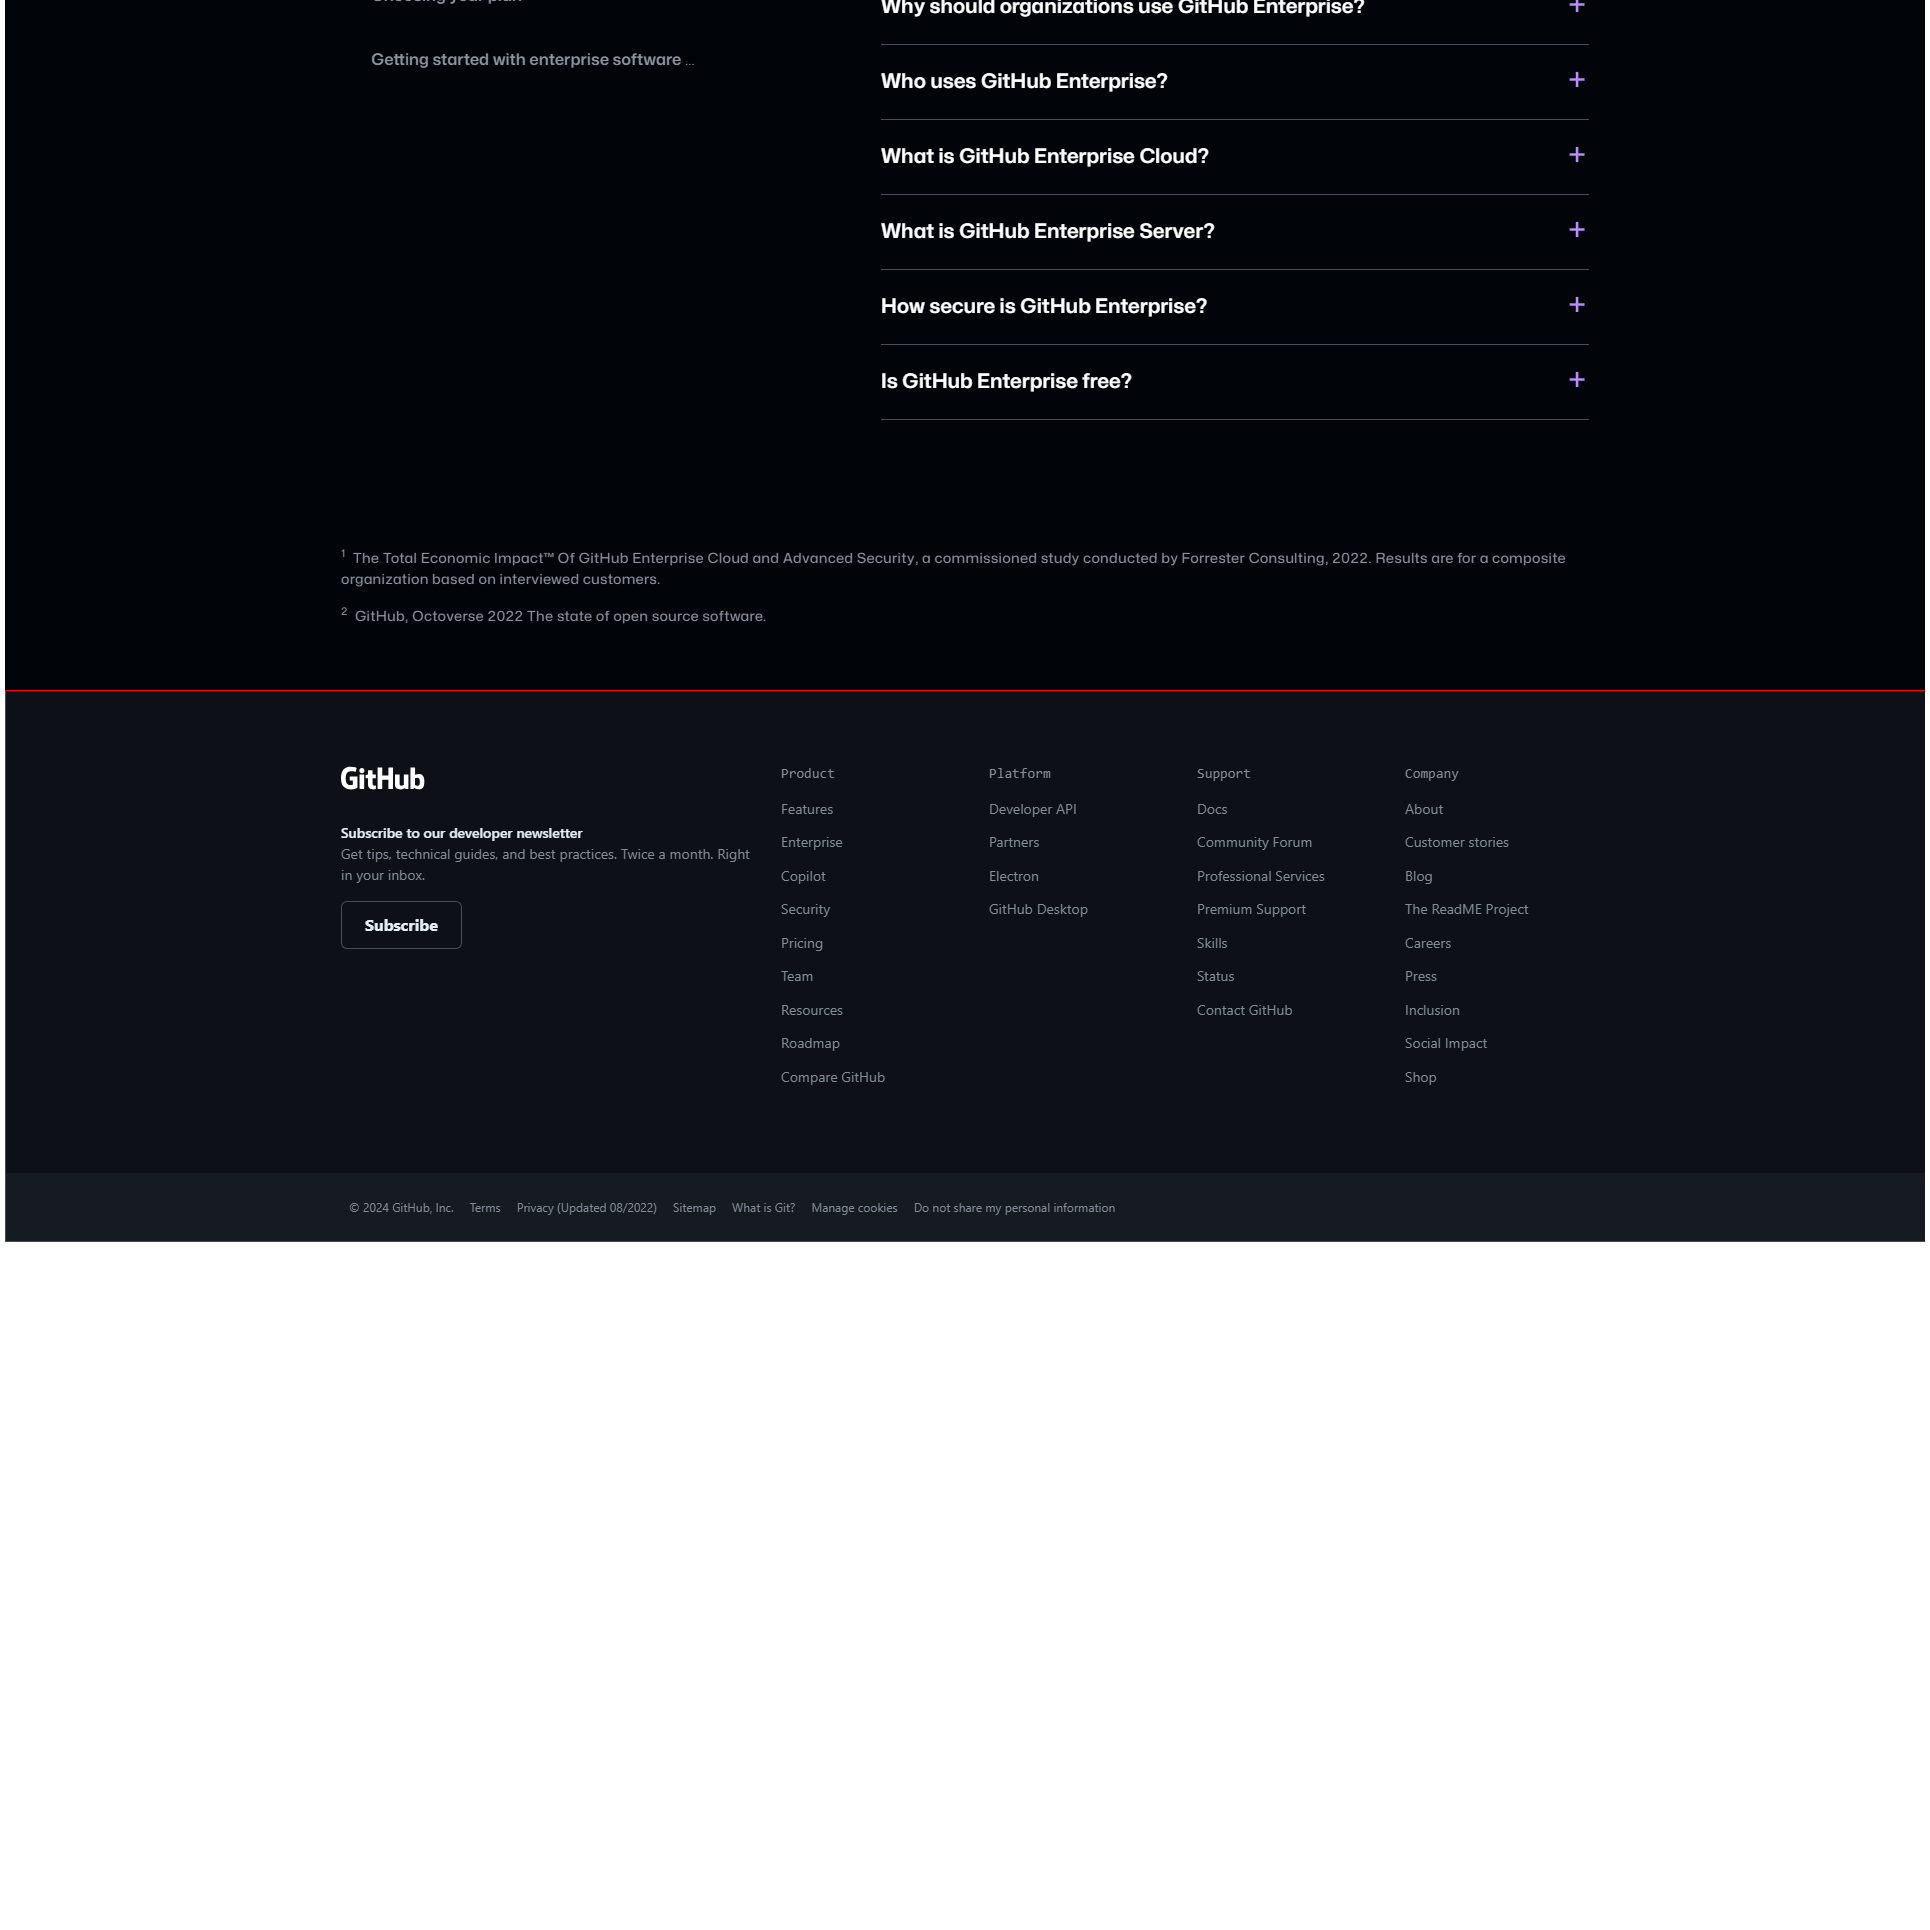 Choosing your plan
Getting started with enterprise software ...
Why should organizations use GitHub Enterprise?
Who uses GitHub Enterprise?
What is GitHub Enterprise Cloud?
What is GitHub Enterprise Server?
How secure is GitHub Enterprise?
Is GitHub Enterprise free?
1 The Total Economic Impact™ Of GitHub Enterprise Cloud and Advanced Security, a commissioned study conducted by Forrester Consulting, 2022. Results are for a composite
organization based on interviewed customers.
2 GitHub, Octoverse 2022 The state of open source software.
GitHub
Subscribe to our developer newsletter
Get tips, technical guides, and best practices. Twice a month. Right
in your inbox.
Subscribe
Product
Features
Enterprise
Copilot
Security
Pricing
Team
Resources
Roadmap
Compare GitHub
Platform
Developer API
Partners
Electron
GitHub Desktop
Support
Docs
Community Forum
Professional Services
Premium Support
Skills
Status
Contact GitHub
Company
About
Customer stories
Blog
The ReadME Project
Careers
Press
Inclusion
Social Impact
Shop
© 2024 GitHub, Inc. Terms Privacy (Updated 08/2022) Sitemap What is Git? Manage cookies Do not share my personal information